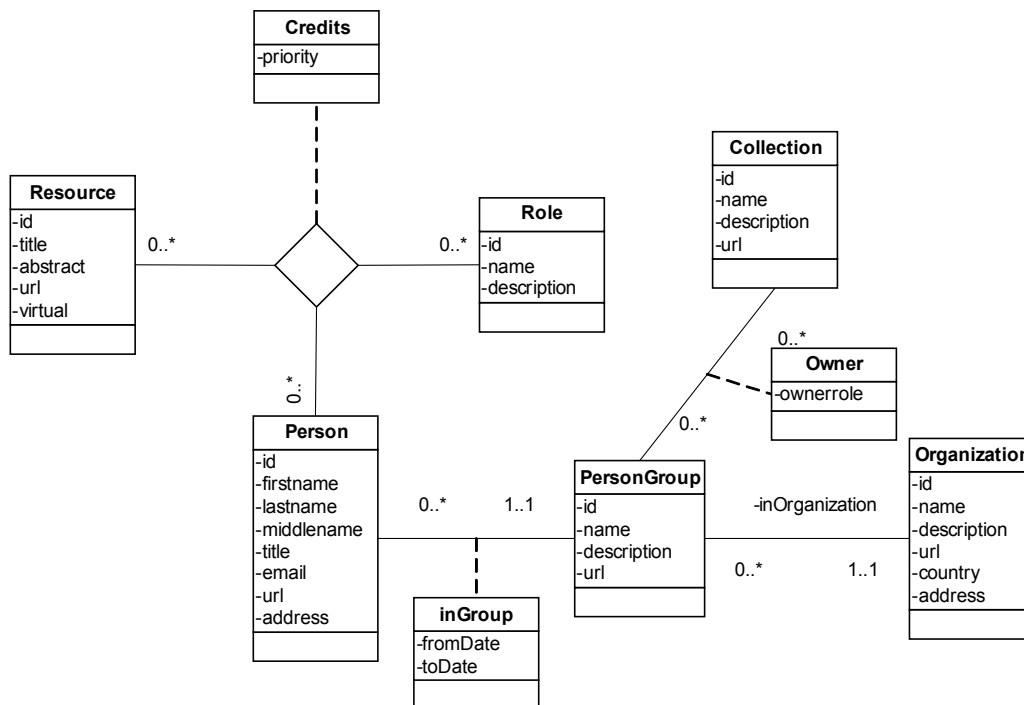 Credits
-priority
Collection
-id
-name
-description
-url
Resource
-id
-title
-abstract
-url
-virtual
0..*
0..*
Role
-id
-name
-description
0..*
Owner
-ownerrole
0..*
0..*
Person
-id
-firstname
-lastname
-middlename
-title
-email
-url
-address
0..*
1..1
PersonGroup
-id
-name
-description
-url
-inOrganization
0..*
1..1
Organization
-id
-name
-description
-url
-country
-address
inGroup
-fromDate
-toDate